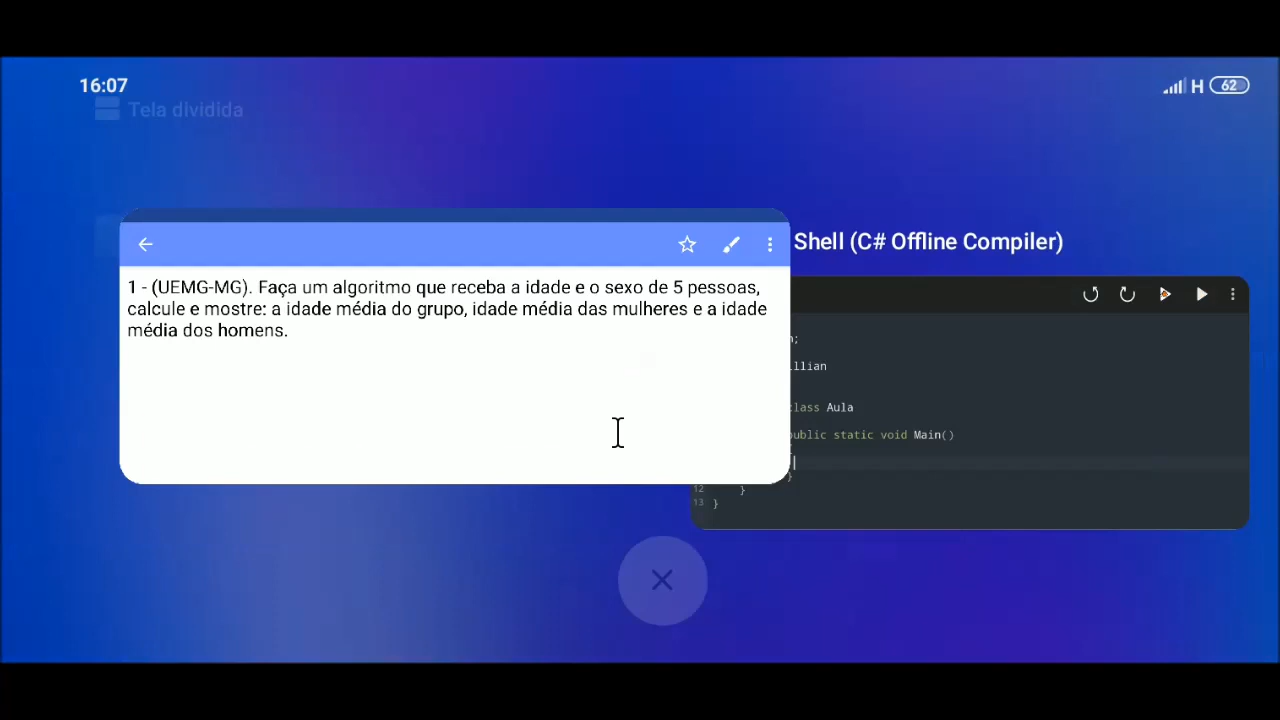 16:07
H
62
Tela dividida
1 - (UEMG-MG). Faça um algoritmo que receba a idade e o sexo de 5 pessoas,
calcule e mostre: a idade média do grupo, idade média das mulheres e a idade
média dos homens.
Shell (C# Offline Compiler)
;
illian
class Aula
public static void Main()
}
12 }
13 }